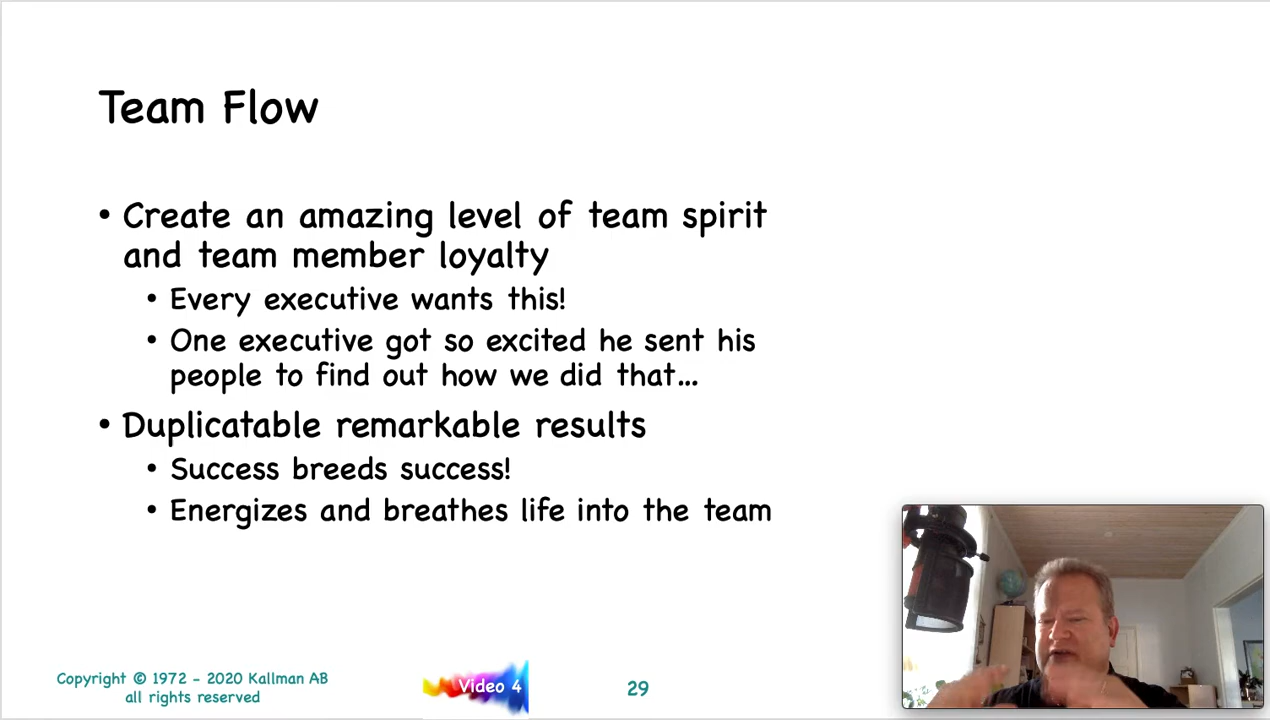 Team Flow
• Create an amazing level of team spirit
and team member loyalty
• Every executive wants this!
• One executive got so excited he sent his
people to find out how we did that...
• Duplicatable remarkable results
• Success breeds success!
• Energizes and breathes life into the team
Copyright © 1972 - 2020 Kallman AB
all rights reserved
Video 4
29